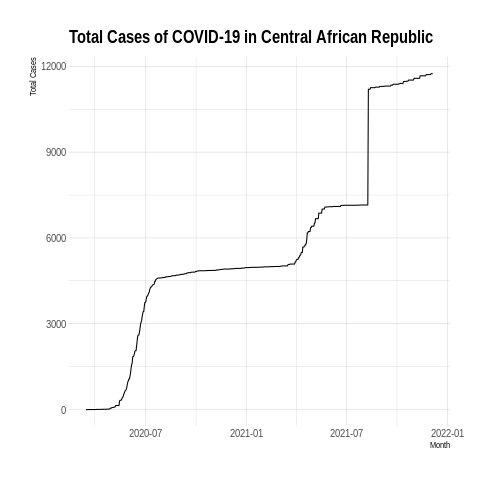 Total Cases of COVID-19 in Central African Republic
Total Cases
12000
9000
6000
3000
0
2020-07 2021-01 2021-07 2022-01
Month